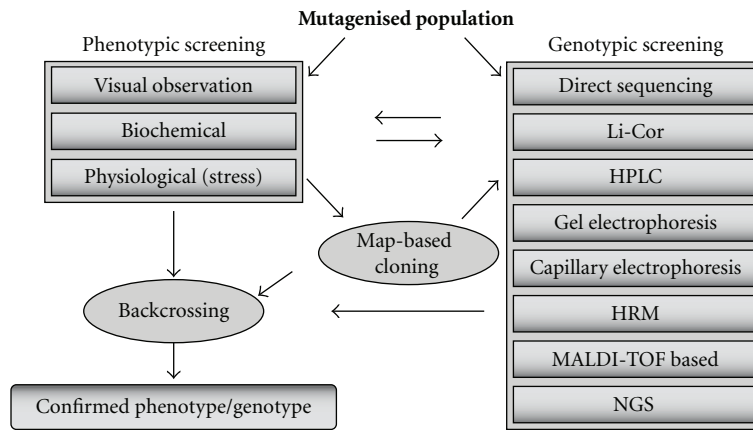 Mutagenised population
Phenotypic screening
Visual observation
Biochemical
Physiological (stress)
Genotypic screening
Direct sequencing
Li-Cor
HPLC
Gel electrophoresis
Capillary electrophoresis
HRM
MALDI-TOF based
NGS
Map-based
cloning
Backcrossing
Confirmed phenotype/genotype